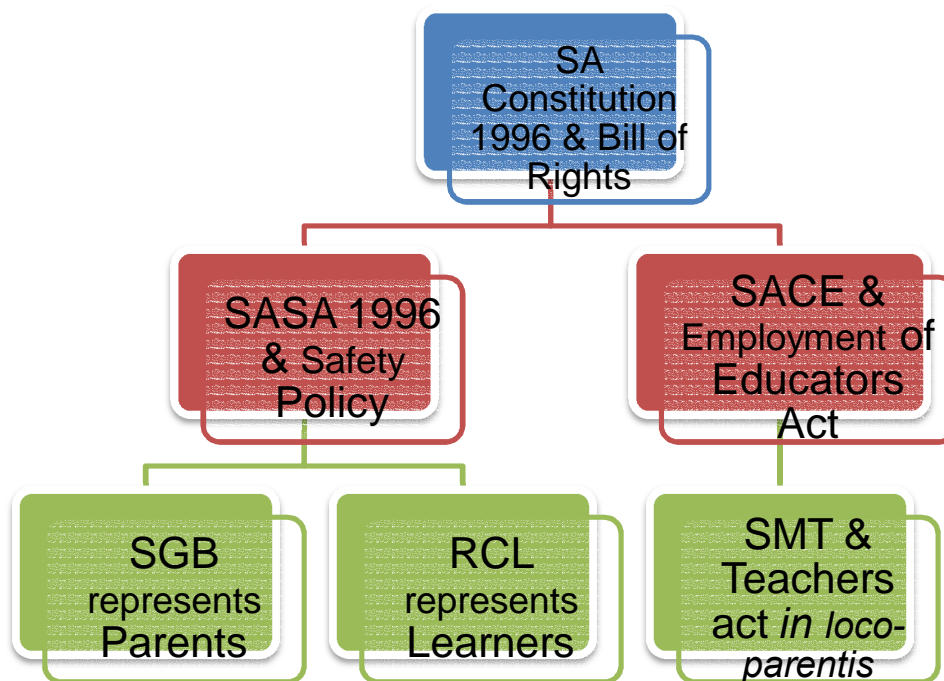 SA
Constitution
1996 & Bill of
Rights
SASA 1996
& Safety
Policy
SACE &
Employment of
Educators
Act
SGB
represents
Parents
RCL
represents
Learners
SMT &
Teachers
act in loco-
parentis